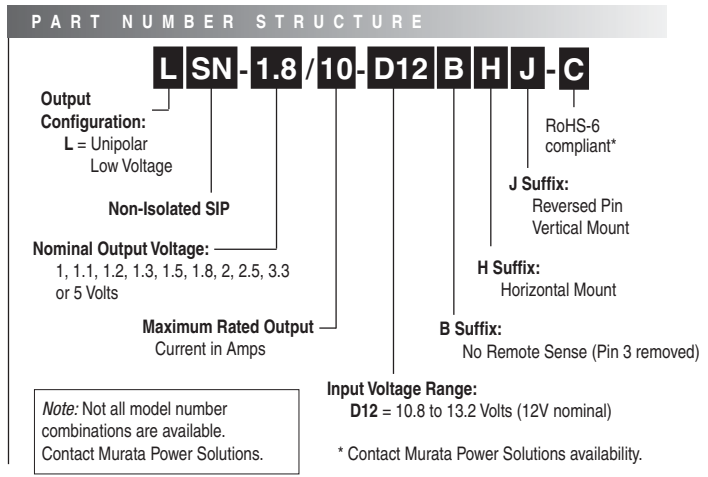 PART NUMBER STRUCTURE
L SN - 1.8 / 10 - D12 B H J - C
Output
Configuration:
L = Unipolar
Low Voltage
RoHS-6
compliant*
J Suffix:
Reversed Pin
Vertical Mount
Non-Isolated SIP
Nominal Output Voltage:
1, 1.1, 1.2, 1.3, 1.5, 1.8, 2, 2.5, 3.3
or 5 Volts
H Suffix:
Horizontal Mount
Maximum Rated Output
Current in Amps
B Suffix:
No Remote Sense (Pin 3 removed)
Input Voltage Range:
D12 = 10.8 to 13.2 Volts (12V nominal)
Note: Not all model number
combinations are available.
Contact Murata Power Solutions.
* Contact Murata Power Solutions availability.